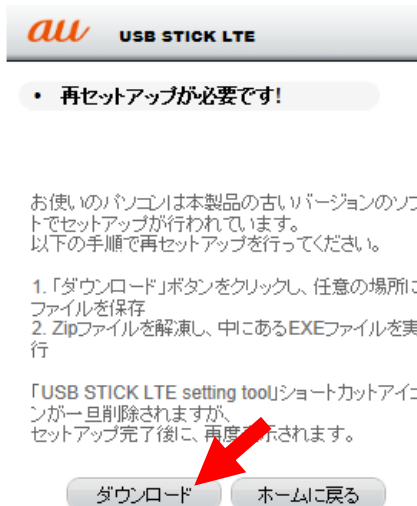 au USB STICK LTE
• 再セットアップが必要です!
お使いのパソコンは本製品の古いバージョンのソフ
トでセットアップが行われています。
以下の手順で再セットアップを行ってください。
1.「ダウンロード」ボタンをクリックし、任意の場所に
ファイルを保存
2. Zipファイルを解凍し、中にあるEXEファイルを実
行
「USB STICK LTE setting tool」ショートカットアイコ
ンが一旦削除されますが、
セットアップ完了後に、再度表示されます。
ダウンロード ホームに戻る